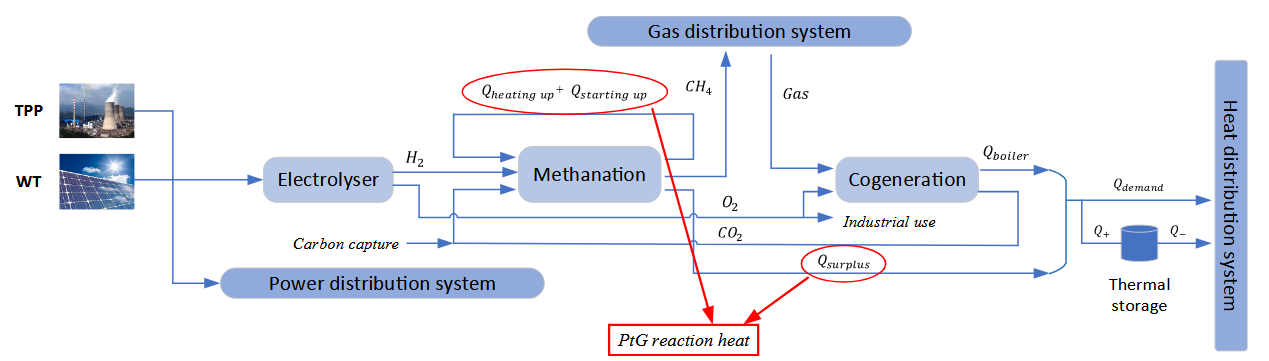 Gas distribution system
TPP
WT
Q_heating up + Q_starting up
CH_4
Gas
H_2
Electrolyser
Methanation
Cogeneration
Q_boiler
Q_demand
O_2
Industrial use
CO_2
Carbon capture
Q_+
Q_−
Q_surplus
Power distribution system
Thermal
storage
PtG reaction heat
Heat distribution system